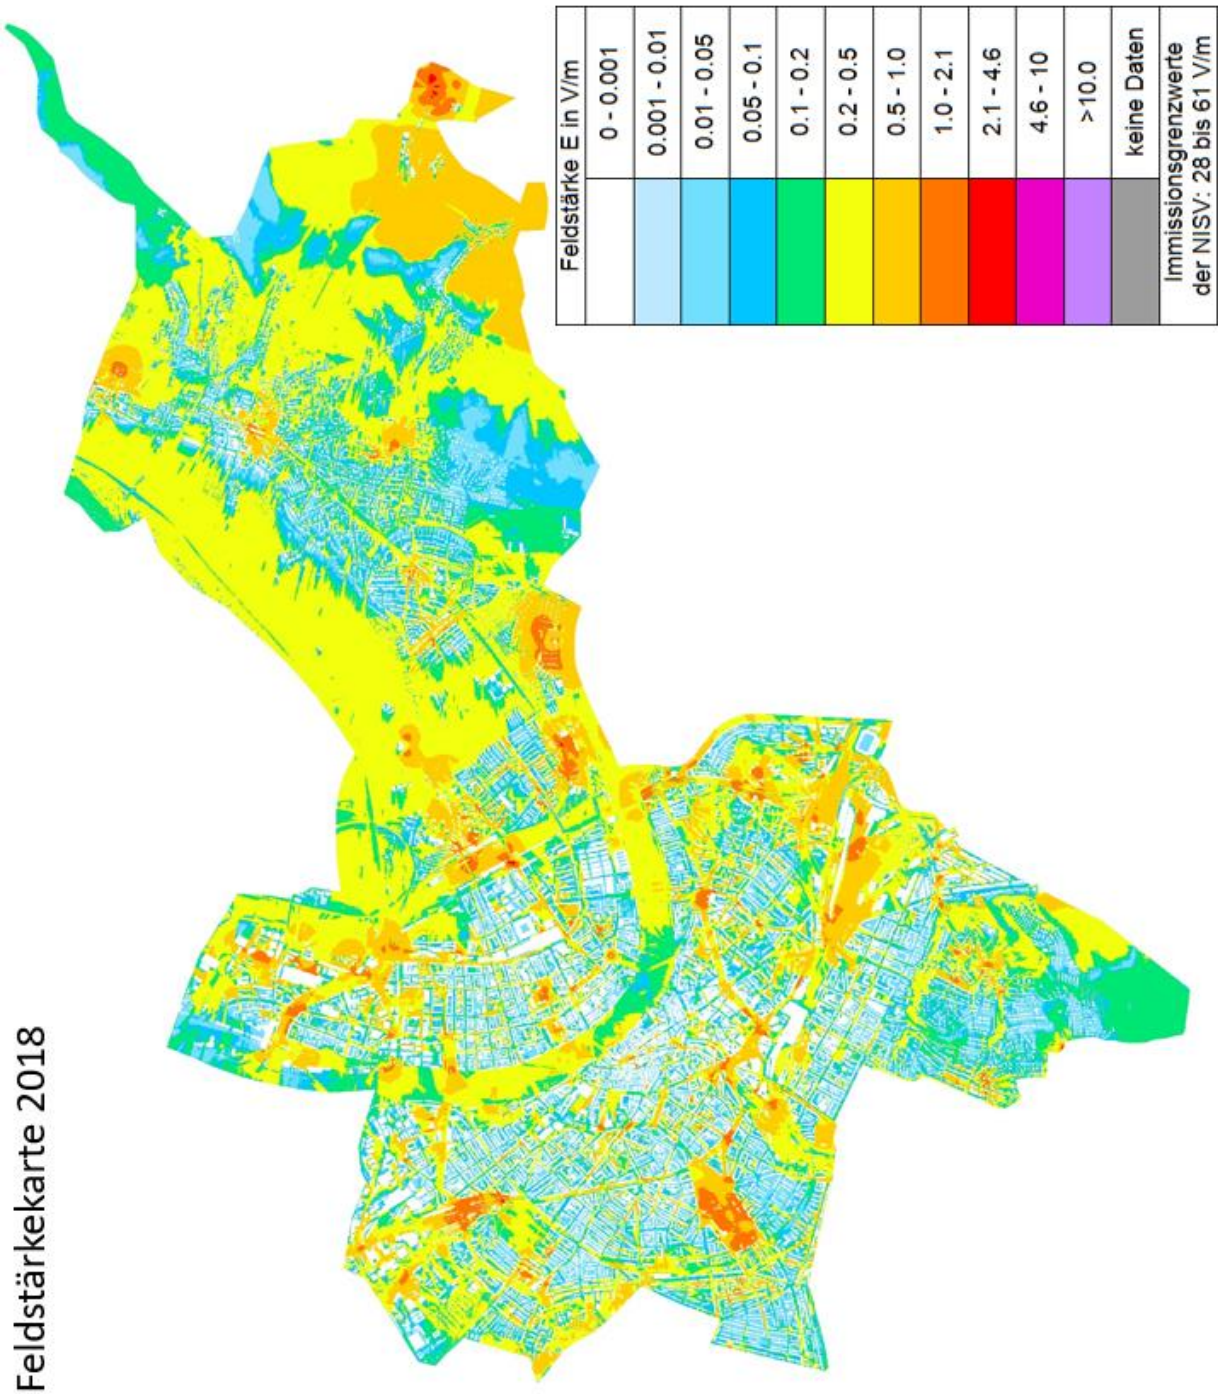 Feldstärkekarte 2018
Feldstärke E in V/m
0 - 0.001
0.001 - 0.01
0.01 - 0.05
0.05 - 0.1
0.1 - 0.2
0.2 - 0.5
0.5 - 1.0
1.0 - 2.1
2.1 - 4.6
4.6 - 10
>10.0
keine Daten
Immissionsgrenzwerte
der NISV: 28 bis 61 V/m